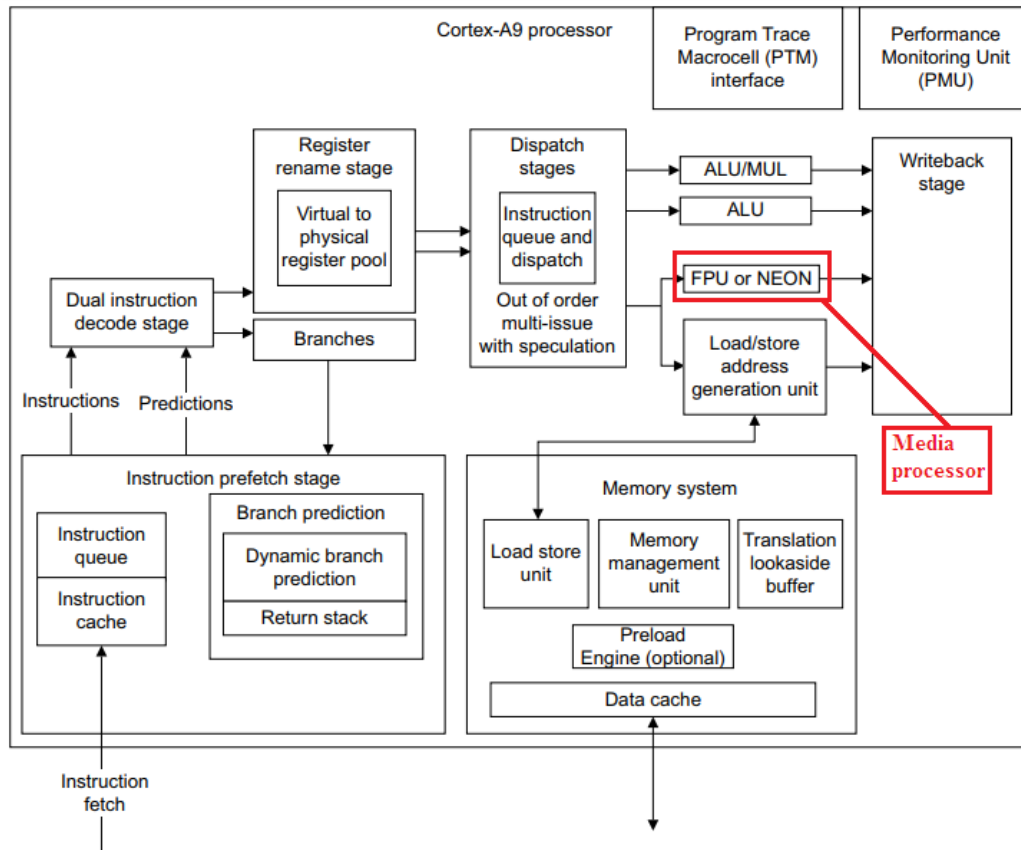 Cortex-A9 processor
Program Trace
Macrocell (PTM)
interface
Performance
Monitoring Unit
(PMU)
Register
rename stage
Virtual to
physical
register pool
Dispatch
stages
Instruction
queue and
dispatch
Out of order
multi-issue
with speculation
ALU/MUL
ALU
FPU or NEON
Load/store
address
generation unit
Writeback
stage
Dual instruction
decode stage
Branches
Instructions
Predictions
Media
processor
Instruction prefetch stage
Instruction
queue
Instruction
cache
Branch prediction
Dynamic branch
prediction
Return stack
Memory system
Load store
unit
Memory
management
unit
Translation
lookaside
buffer
Preload
Engine (optional)
Data cache
Instruction
fetch